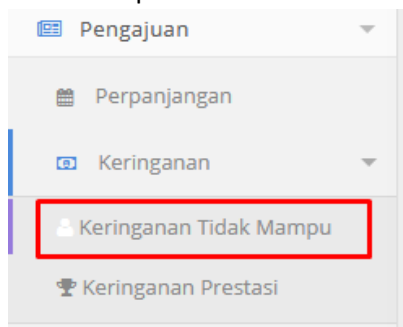 Pengajuan
Perpanjangan
Keringanan
Keringanan Tidak Mampu
Keringanan Prestasi